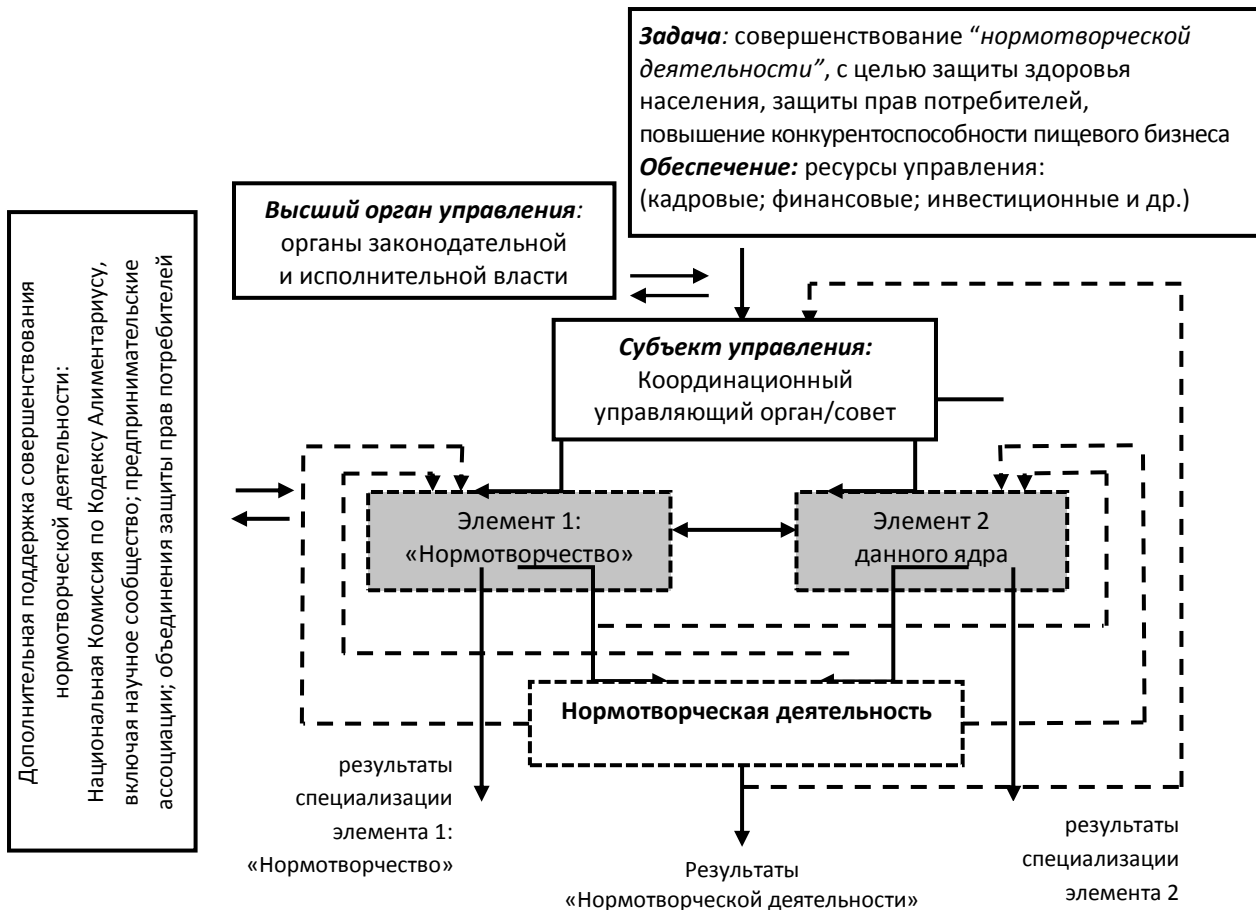 Задача: совершенствование “нормотворческой
деятельности”, с целью защиты здоровья
населения, защиты прав потребителей,
повышение конкурентоспособности пищевого бизнеса
Обеспечение: ресурсы управления:
(кадровые; финансовые; инвестиционные и др.)
Высший орган управления:
органы законодательной
и исполнительной власти
Дополнительная поддержка совершенствования
нормотворческой деятельности:
Национальная Комиссия по Кодексу Алиментариусу,
включая научное сообщество; предпринимательские
ассоциации; объединения защиты прав потребителей
Субъект управления:
Координационный
управляющий орган/совет
Элемент 1:
«Нормотворчество»
Элемент 2
данного ядра
Нормотворческая деятельность
результаты
специализации
элемента 1:
«Нормотворчество»
Результаты
«Нормотворческой деятельности»
результаты
специализации
элемента 2